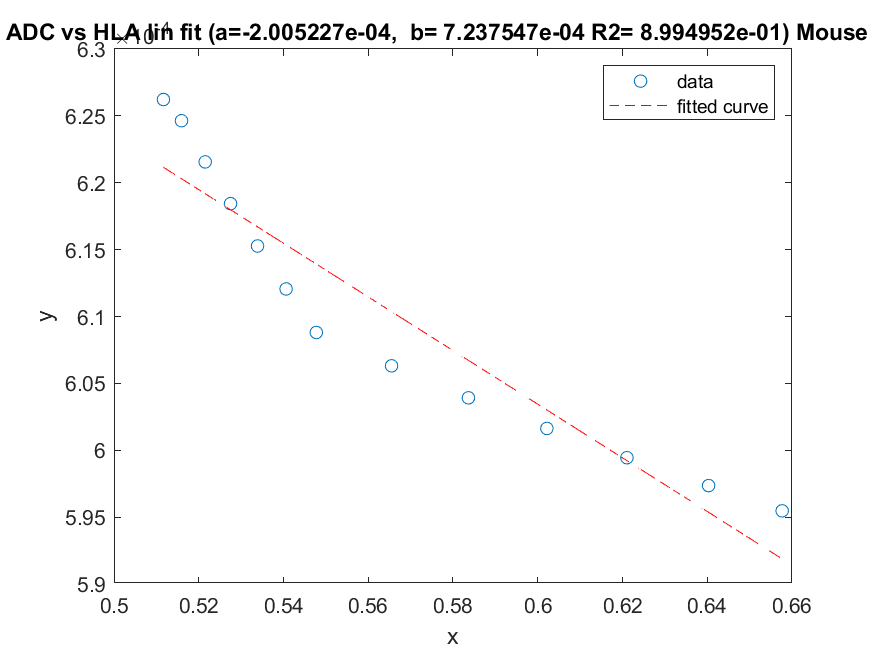 ADC vs HLA lin fit (a=-2.005227e-04, b= 7.237547e-04 R2= 8.994952e-01) Mouse
×10-4
6.3
6.25
6.2
6.15
6.1
6.05
6
5.95
5.9
y
data
fitted curve
0.5 0.52 0.54 0.56 0.58 0.6 0.62 0.64 0.66
x